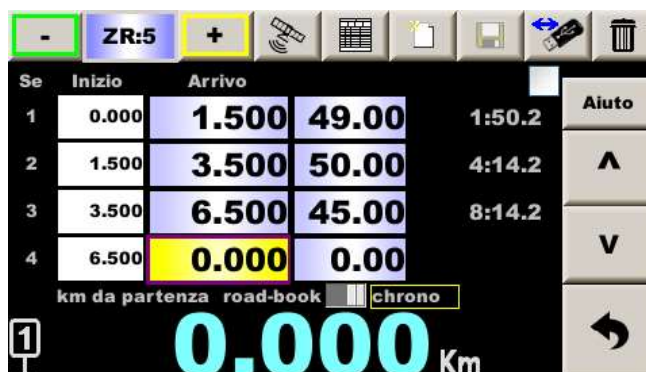 - ZR:5 +
Se Inizio Arrivo
Aiuto
1 0.000 1.500 49.00 1:50.2
2 1.500 3.500 50.00 4:14.2
3 3.500 6.500 45.00 8:14.2
4 6.500 0.000 0.00
km da partenza road-book chrono
1 0.000 Km